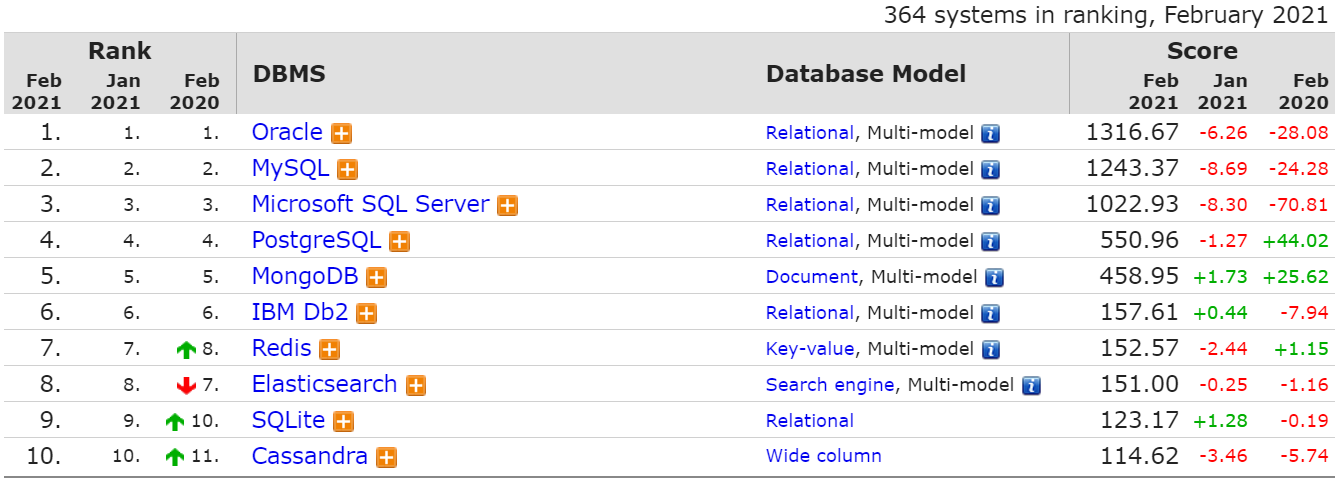 364 systems in ranking, February 2021
Rank DBMS Database Model Score
Feb 2021 Jan 2021 Feb 2020 Feb 2021 Jan 2021 Feb 2020
1. 1. 1. Oracle Relational, Multi-model 1316.67 -6.26 -28.08
2. 2. 2. MySQL Relational, Multi-model 1243.37 -8.69 -24.28
3. 3. 3. Microsoft SQL Server Relational, Multi-model 1022.93 -8.30 -70.81
4. 4. 4. PostgreSQL Relational, Multi-model 550.96 -1.27 +44.02
5. 5. 5. MongoDB Document, Multi-model 458.95 +1.73 +25.62
6. 6. 6. IBM Db2 Relational, Multi-model 157.61 +0.44 -7.94
7. 7. 8. Redis Key-value, Multi-model 152.57 -2.44 +1.15
8. 8. 7. Elasticsearch Search engine, Multi-model 151.00 -0.25 -1.16
9. 9. 10. SQLite Relational 123.17 +1.28 -0.19
10. 10. 11. Cassandra Wide column 114.62 -3.46 -5.74